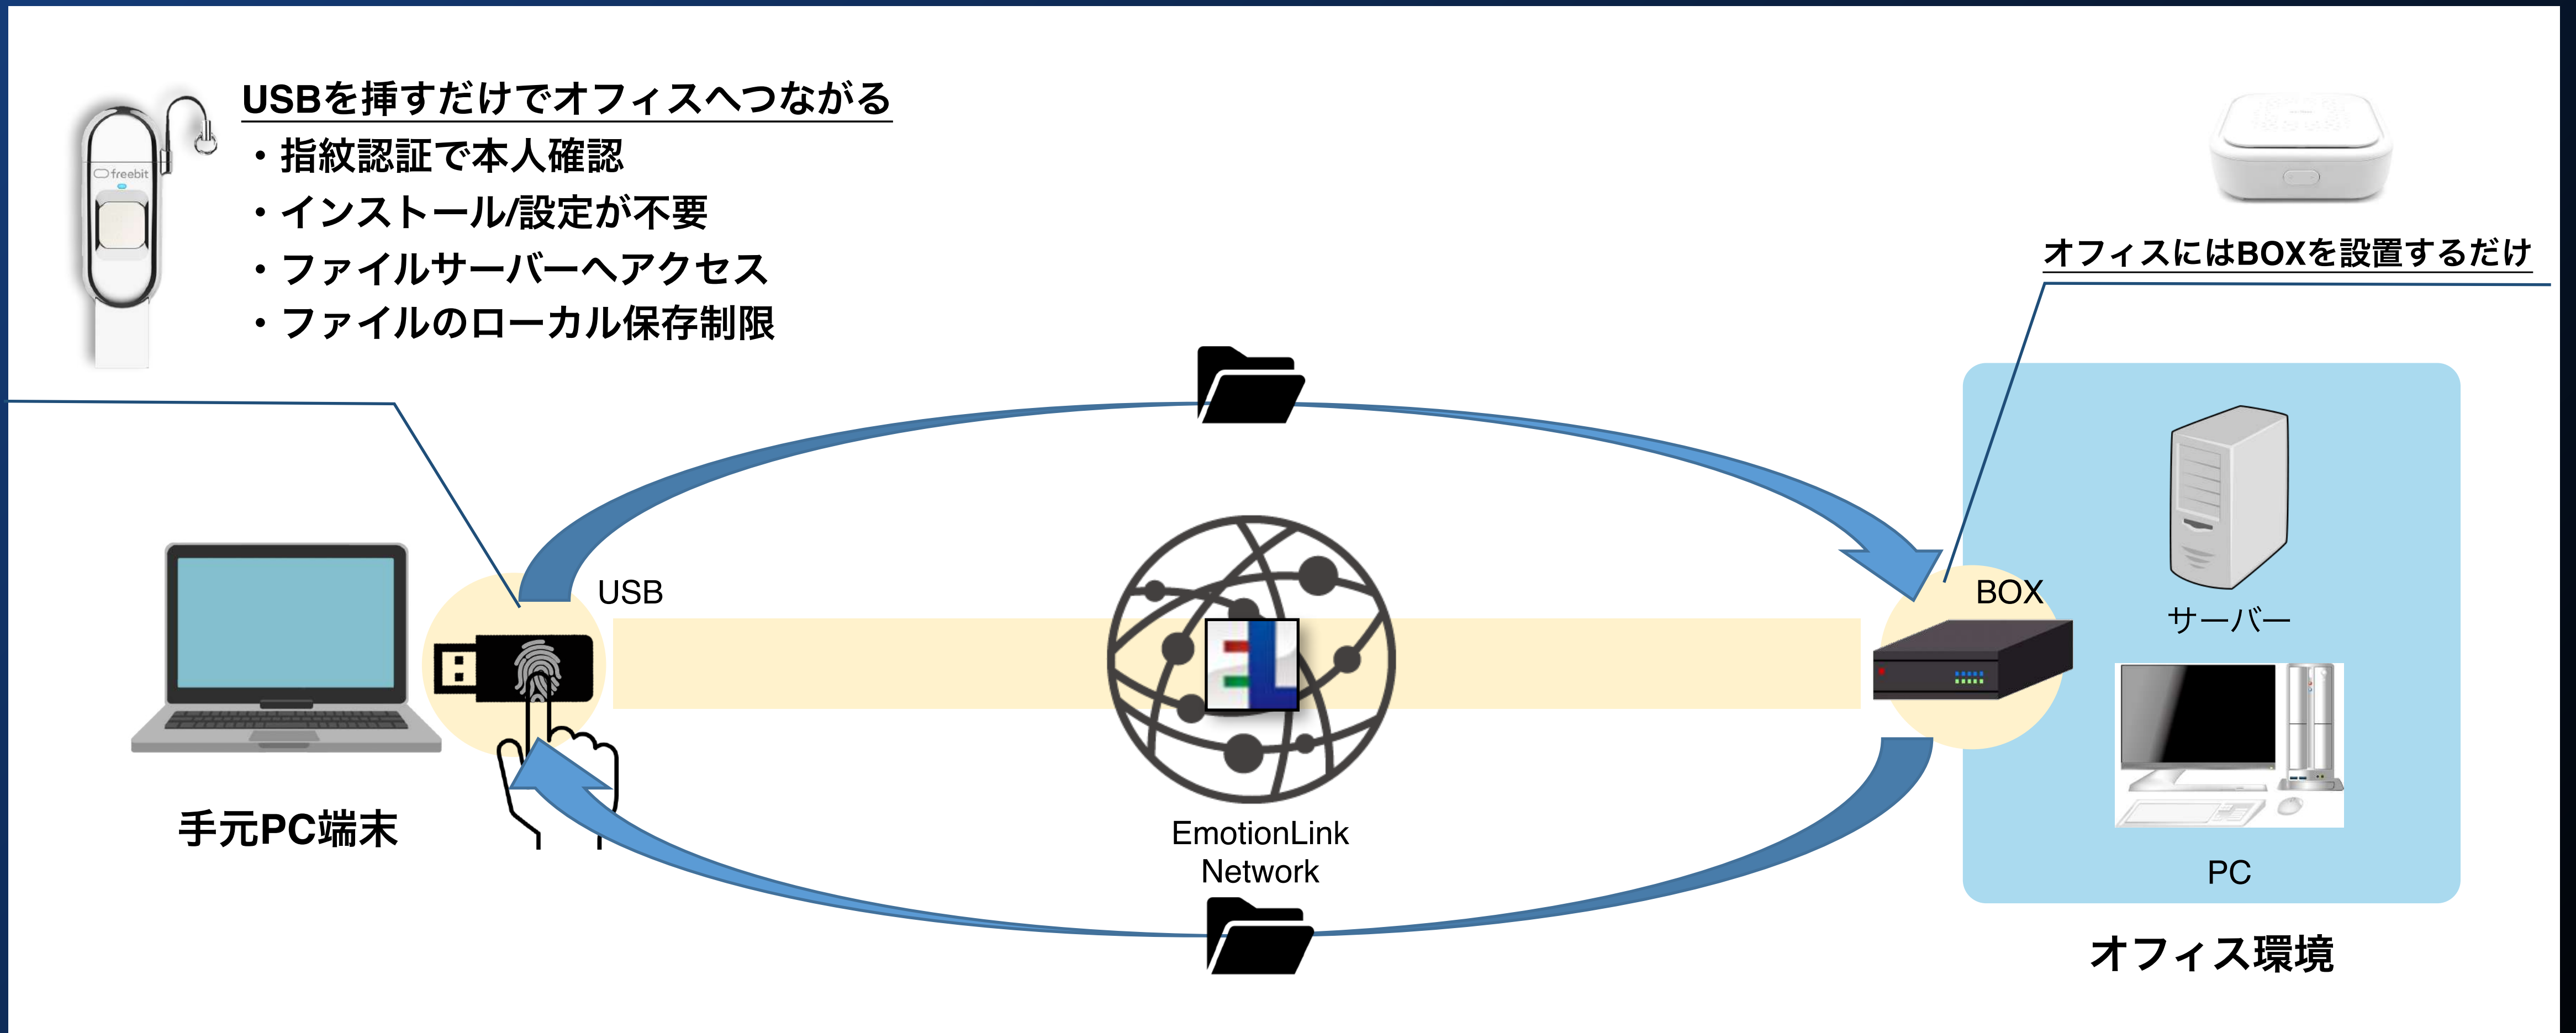 USBを挿すだけでオフィスへつながる
・指紋認証で本人確認
・インストール/設定が不要
・ファイルサーバーへアクセス
・ファイルのローカル保存制限
freebit
オフィスにはBOXを設置するだけ
USB
BOX
サーバー
EL
手元PC端末
EmotionLink
Network
PC
オフィス環境